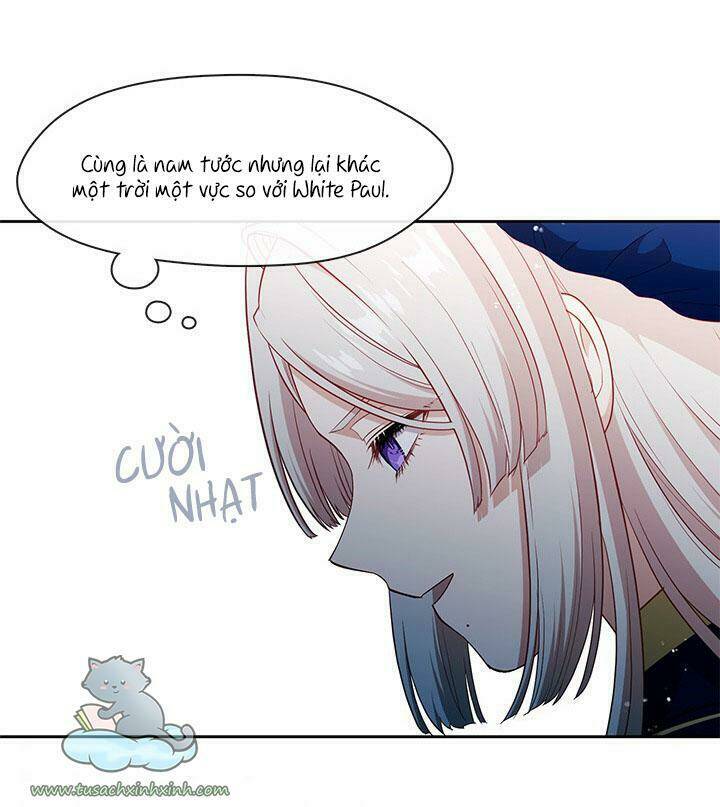 Cùng là nam tước nhưng lại khác
một trời một vực so với White Paul.
CƯỜI
NHẠT
www.tusachxinhxinh.com